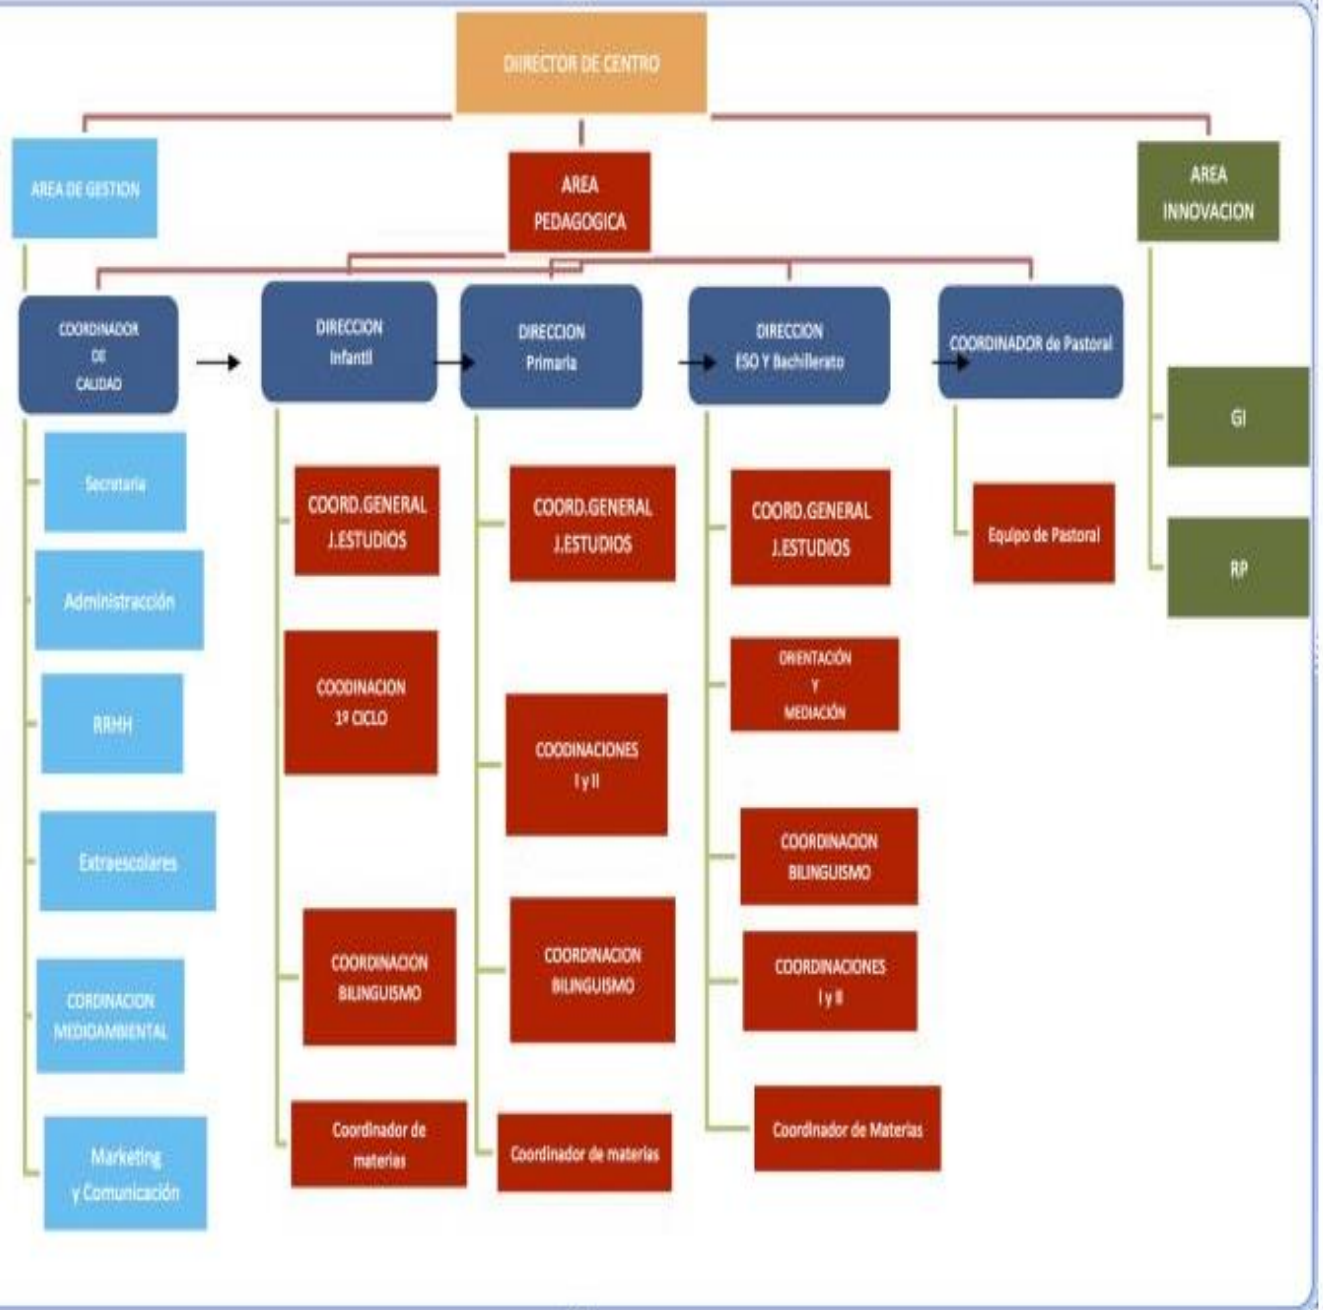 DIIRECTOR DE CENTRO
AREA DE GESTION
AREA
PEDAGOGICA
AREA
INNOVACION
COORDINADOR
DE
CALIDAD
DIRECCION
Infantil
DIRECCION
Primaria
DIRECCION
ESO Y Bachillerato
COORDINADOR de Pastoral
Secretaria
Administracción
RRHH
Extraescolares
CORDINACION
MEDIOAMBIENTAL
Marketing
y Comunicación
COORD.GENERAL
J.ESTUDIOS
COODINACION
1º CICLO
COORDINACION
BILINGUISMO
Coordinador de
materias
COORD.GENERAL
J.ESTUDIOS
COODINACIONES
I y II
COORDINACION
BILINGUISMO
Coordinador de materias
COORD.GENERAL
J.ESTUDIOS
ORIENTACIÓN
Y
MEDIACIÓN
COORDINACION
BILINGUISMO
COORDINACIONES
I y II
Coordinador de Materias
Equipo de Pastoral
GI
RP